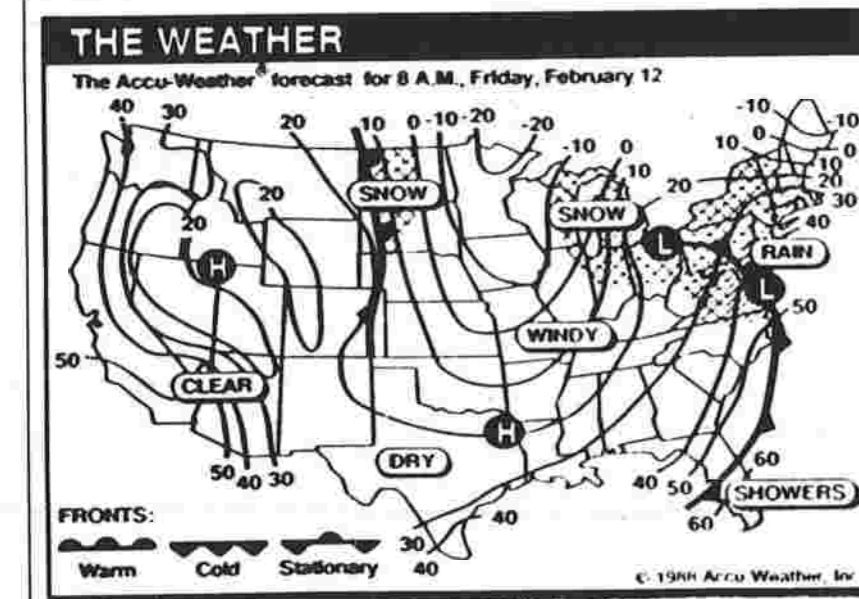 THE WEATHER
The Accu-Weather® forecast for 8 A.M., Friday, February 12
40 30 20 10 0 -10 -20 -20 -10 0 10 20 10 0 -10 -10 0 10 20 30 40
SNOW
20
20
SNOW
H
L
RAIN
L
50
WINDY
50
CLEAR
H
DRY
50 40 30
40 50 60
SHOWERS
60
FRONTS:
30 40
40
Warm Cold Stationary
© 1988 Accu Weather, Inc